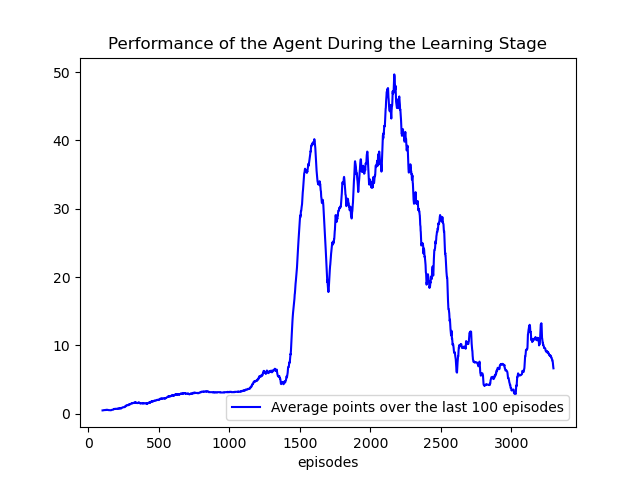 Performance of the Agent During the Learning Stage
50
40
30
20
10
0
Average points over the last 100 episodes
0 500 1000 1500 2000 2500 3000
episodes